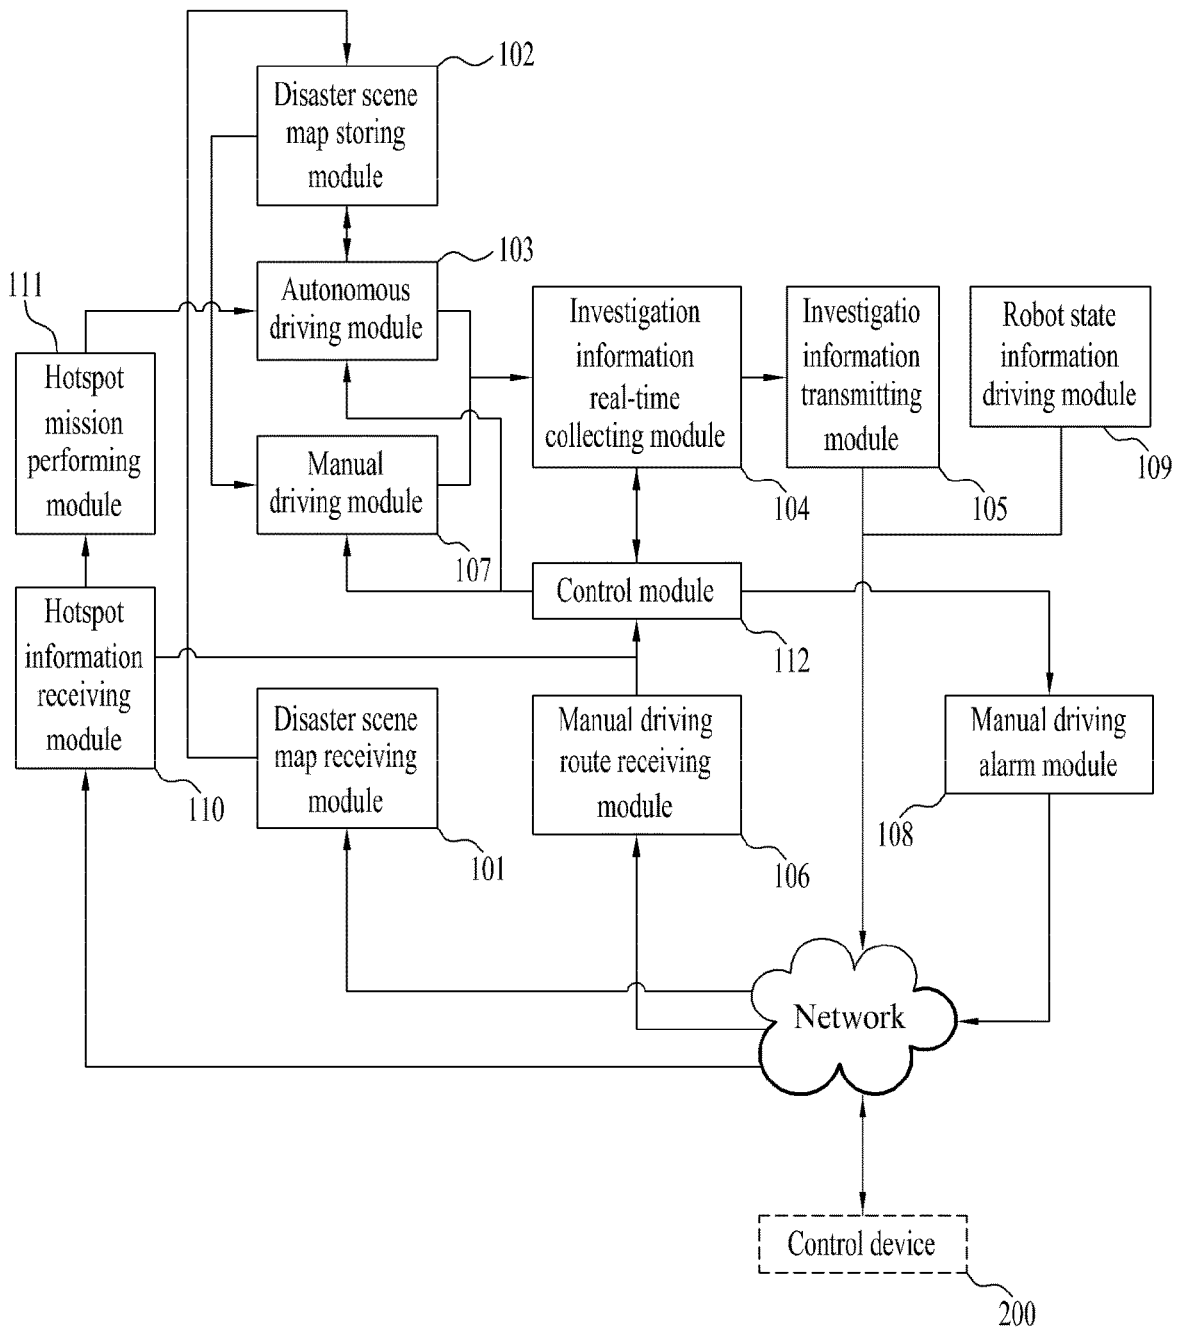 102
Disaster scene
map storing
module
103
Autonomous
driving module
111
Hotspot
mission
performing
module
Investigation
information
real-time
collecting module
104
Investigatio
information
transmitting
module
105
Robot state
information
driving module
109
Manual
driving module
107
Control module
112
Hotspot
information
receiving
module
110
Disaster scene
map receiving
module
101
Manual driving
route receiving
module
106
Manual driving
alarm module
108
Network
Control device
200